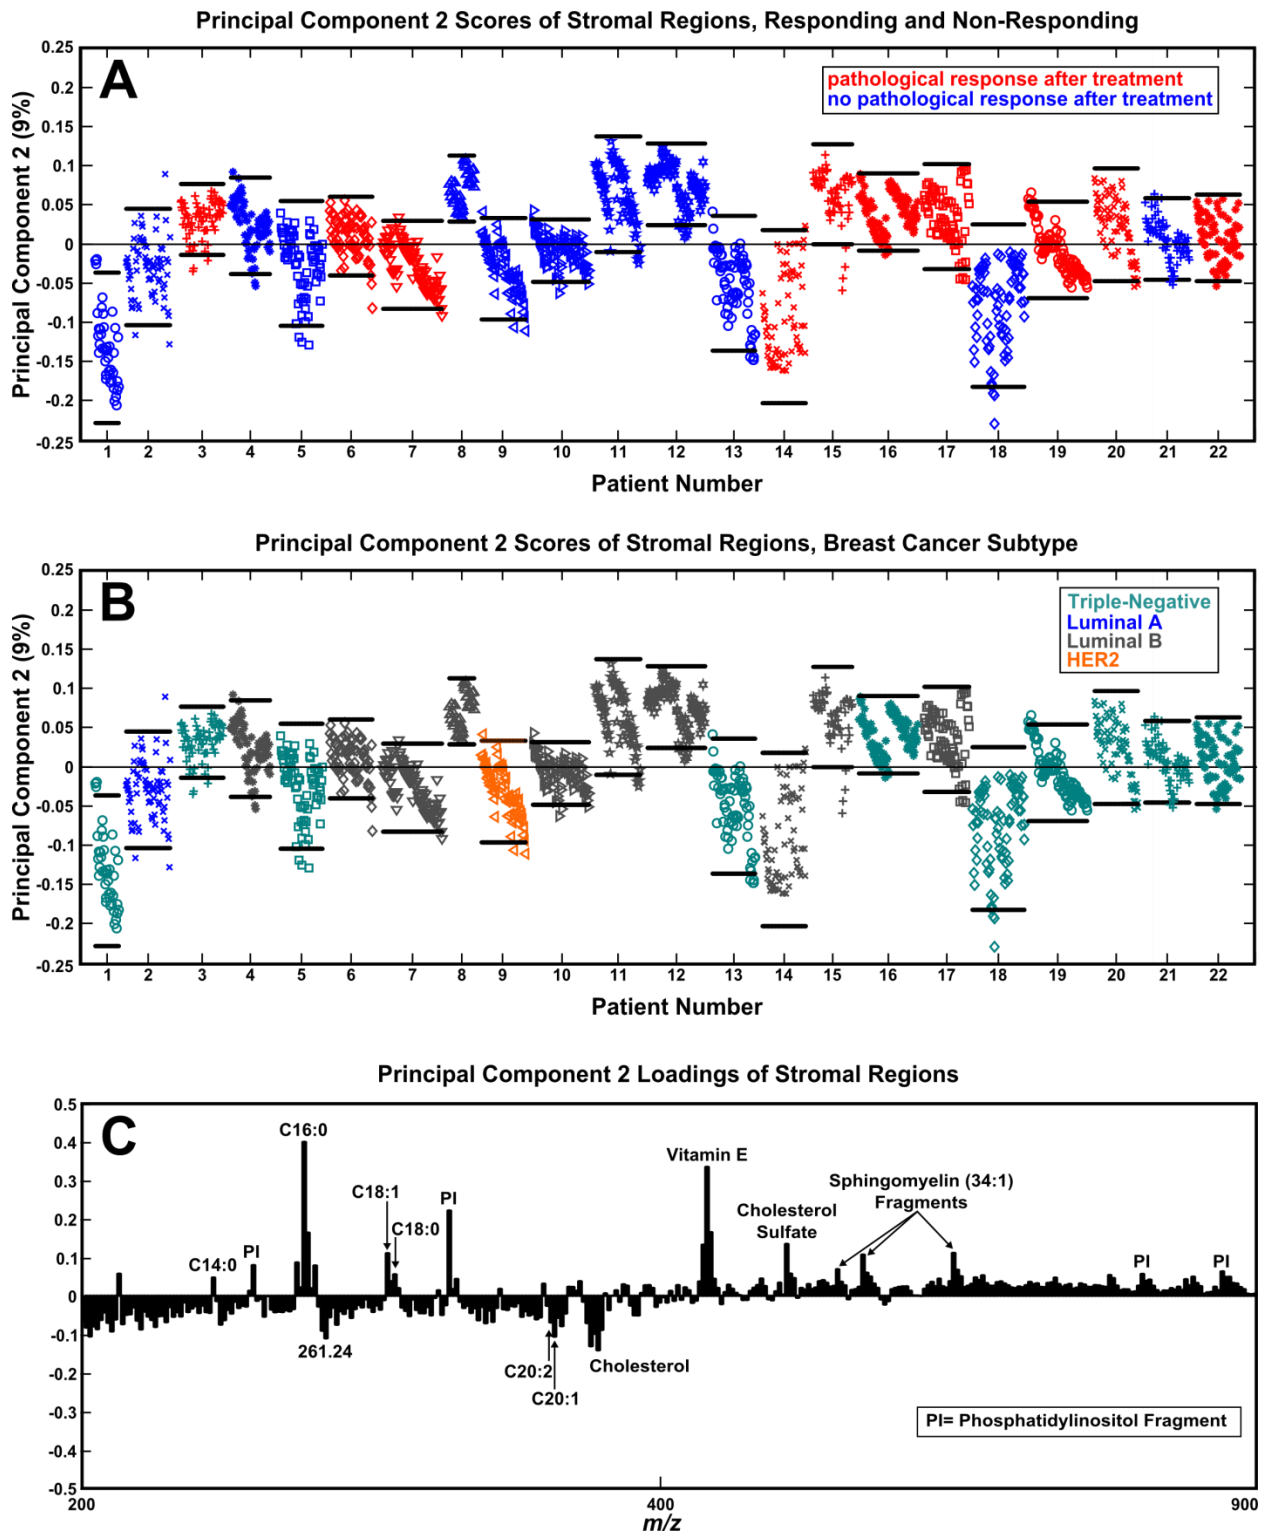 Principal Component 2 Scores of Stromal Regions, Responding and Non-Responding
A
pathological response after treatment
no pathological response after treatment
Principal Component 2 (9%)
0.25
0.2
0.15
0.1
0.05
0
-0.05
-0.1
-0.15
-0.2
-0.25
1 2 3 4 5 6 7 8 9 10 11 12 13 14 15 16 17 18 19 20 21 22
Patient Number
Principal Component 2 Scores of Stromal Regions, Breast Cancer Subtype
B
Triple-Negative
Luminal A
Luminal B
HER2
Principal Component 2 (9%)
0.25
0.2
0.15
0.1
0.05
0
-0.05
-0.1
-0.15
-0.2
-0.25
1 2 3 4 5 6 7 8 9 10 11 12 13 14 15 16 17 18 19 20 21 22
Patient Number
Principal Component 2 Loadings of Stromal Regions
C
0.5
0.4
0.3
0.2
0.1
0
-0.1
-0.2
-0.3
-0.4
-0.5
C14:0
PI
C16:0
261.24
C18:1
C18:0
PI
C20:2
C20:1
Cholesterol
Vitamin E
Cholesterol
Sulfate
Sphingomyelin (34:1)
Fragments
PI
PI
PI= Phosphatidylinositol Fragment
200 400 900
m/z